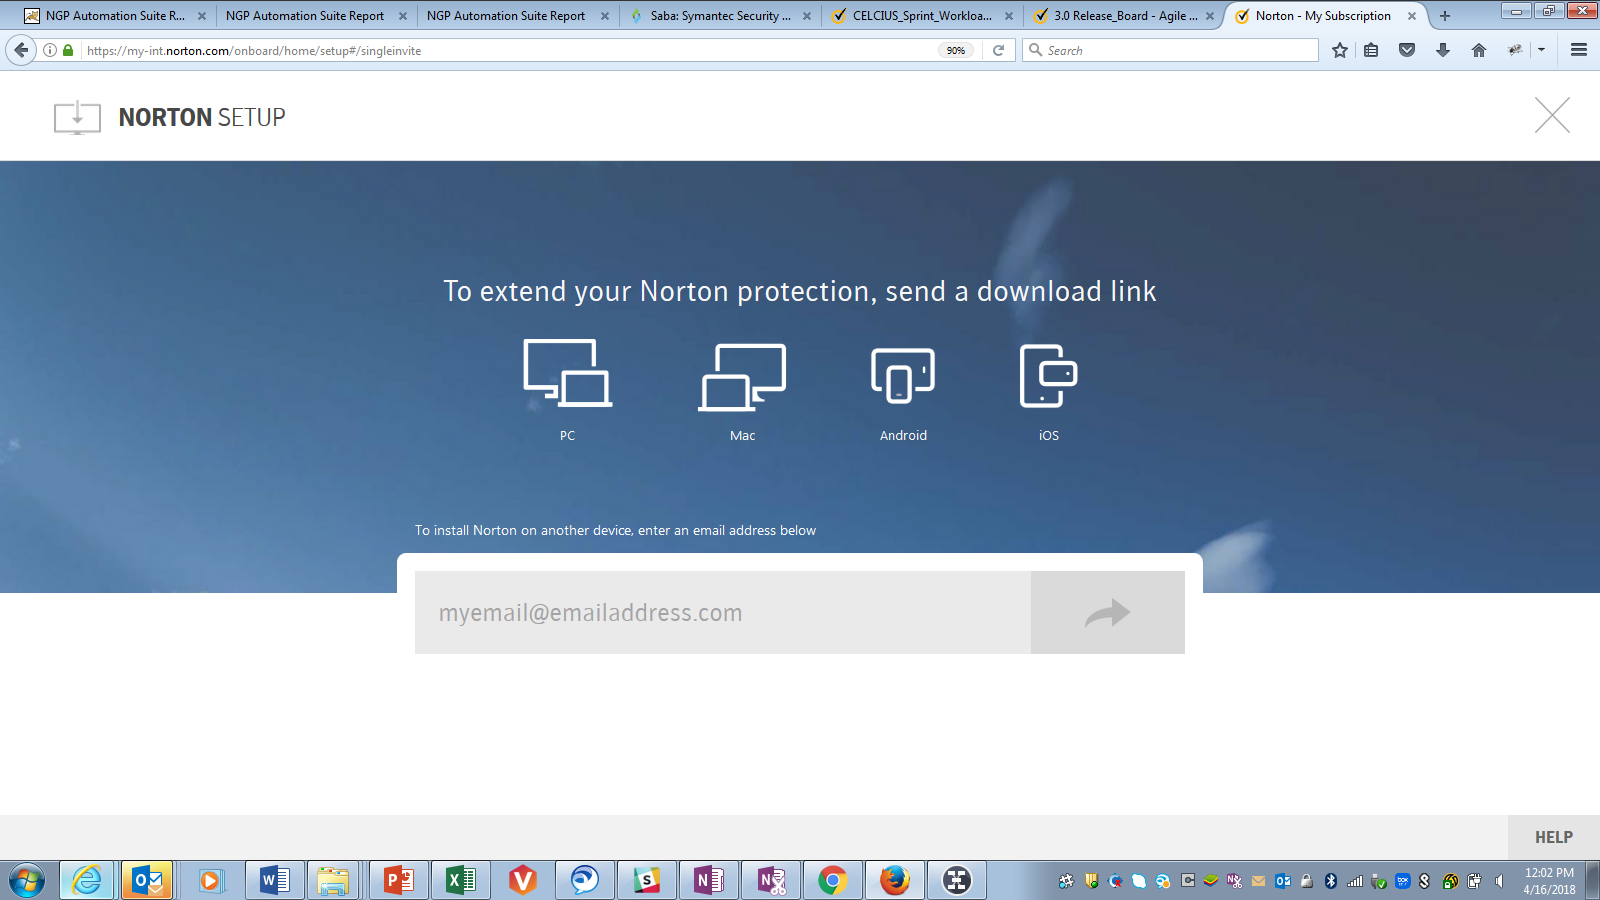 NGP Automation Suite R...
NGP Automation Suite Report
NGP Automation Suite Report
Saba: Symantec Security ...
CELCIUS_Sprint_Workloa...
3.0 Release_Board - Agile ...
Norton - My Subscription
https://my-int.norton.com/onboard/home/setup#/singleinvite
90%
Search
NORTON SETUP
To extend your Norton protection, send a download link
PC
Mac
Android
iOS
To install Norton on another device, enter an email address below
myemail@emailaddress.com
HELP
12:02 PM
4/16/2018